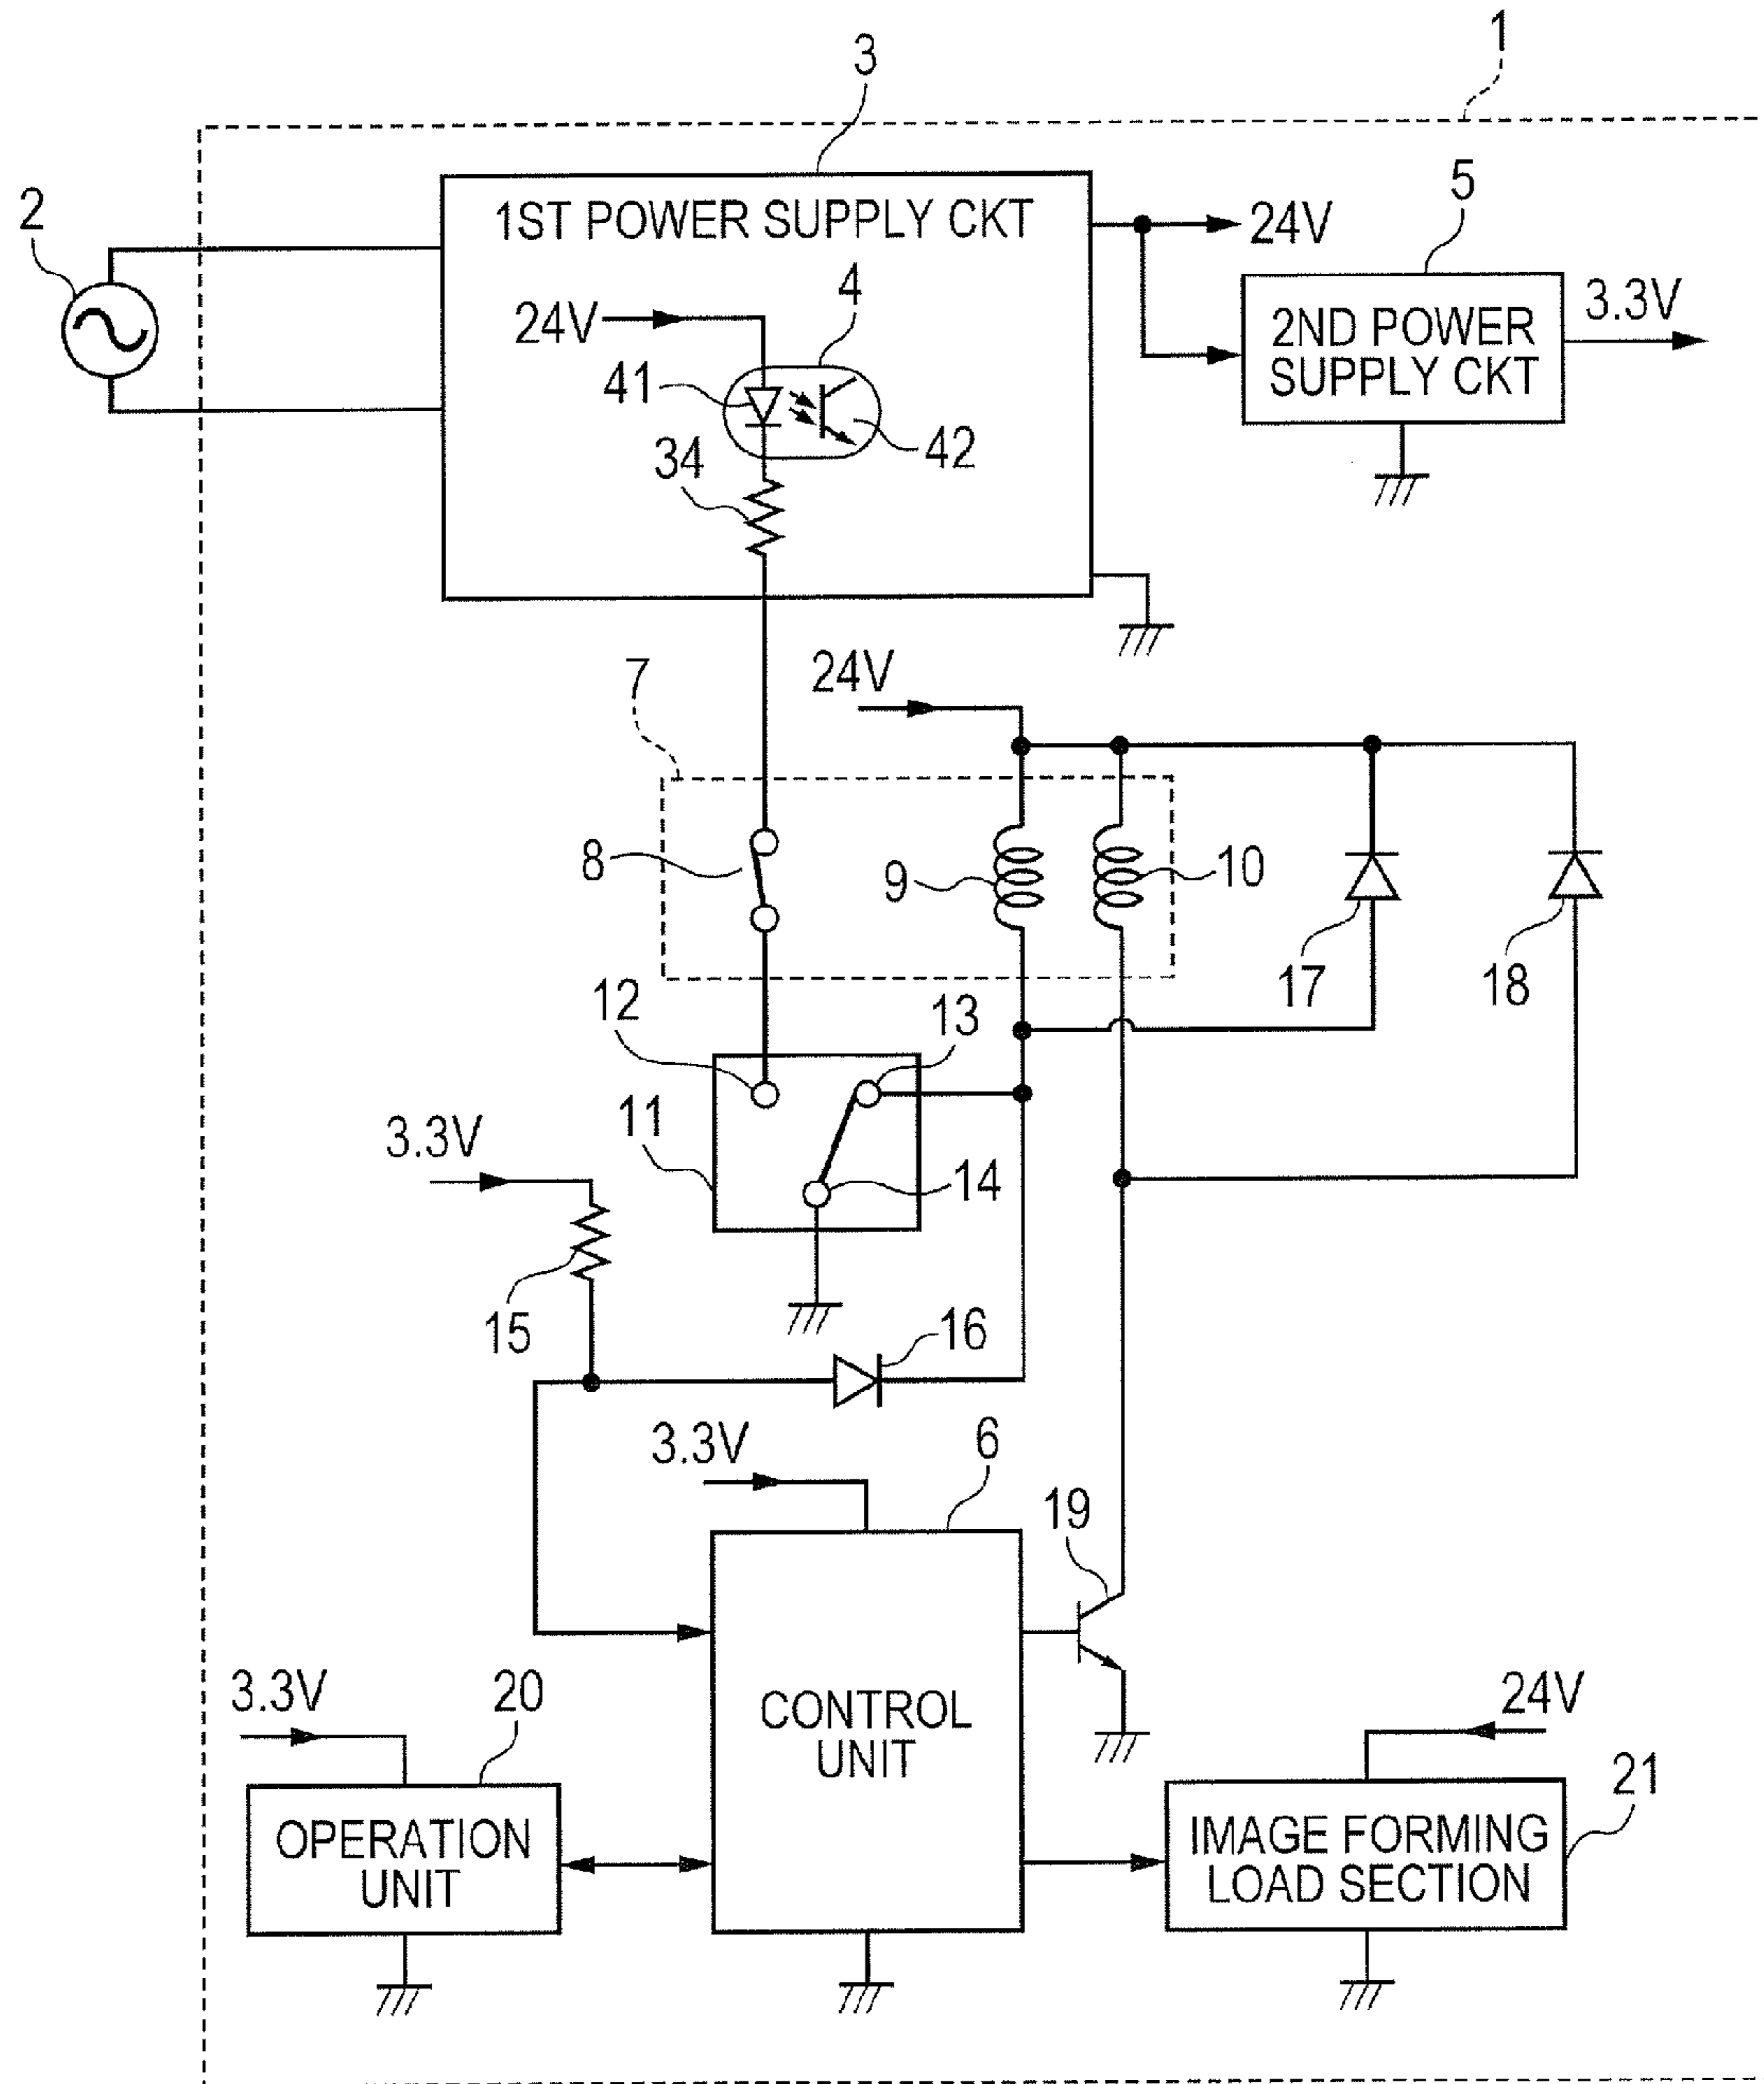 1
3
2
1ST POWER SUPPLY CKT
24V
5
4
24V
3.3V
2ND POWER
SUPPLY CKT
41
42
34
7
24V
8
9
10
17
18
12
13
11
3.3V
14
15
16
3.3V
6
19
3.3V
20
CONTROL
UNIT
24V
21
OPERATION
UNIT
IMAGE FORMING
LOAD SECTION